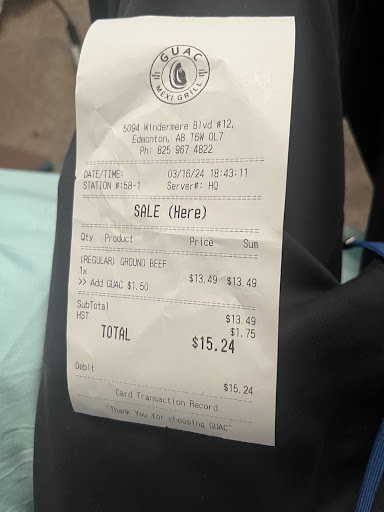 GUAC
MEXI GRILL
5094 Windermere Blvd #12,
Edmonton, AB T6W 0L7
Ph: 825 967 4822
DATE/TIME: 03/16/24 18:43:11
STATION #:58-1 Server#: HQ
SALE (Here)
Qty Product Price Sum
(REGULAR) GROUND BEEF
1x $13.49 $13.49
>> Add GUAC $1.50
SubTotal $13.49
HST $1.75
TOTAL $15.24
Debit $15.24
Card Transaction Record
"Thank You for choosing GUAC"